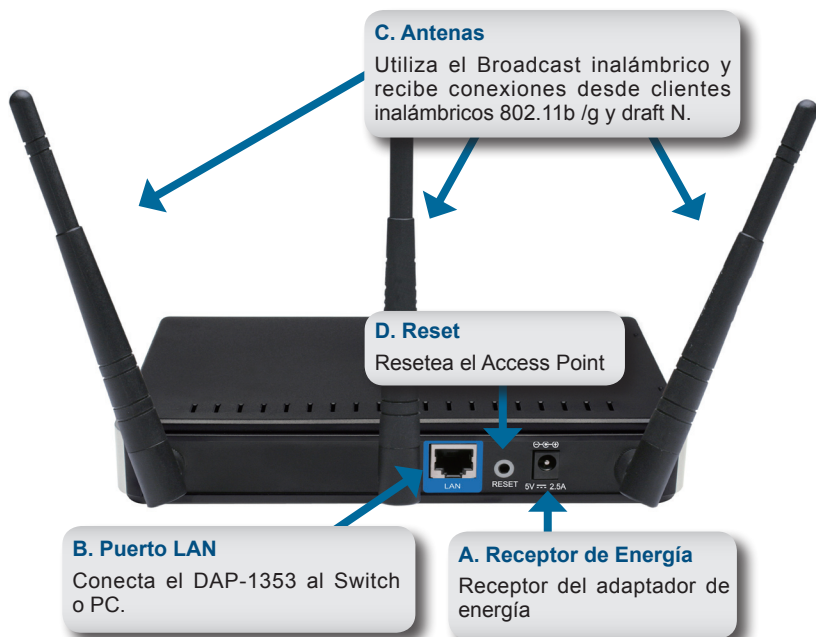 C. Antenas
Utiliza el Broadcast inalámbrico y
recibe conexiones desde clientes
inalámbricos 802.11b /g y draft N.
D. Reset
Resetea el Access Point
LAN
RESET
5V 2.5A
B. Puerto LAN
Conecta el DAP-1353 al Switch
o PC.
A. Receptor de Energía
Receptor del adaptador de
energía